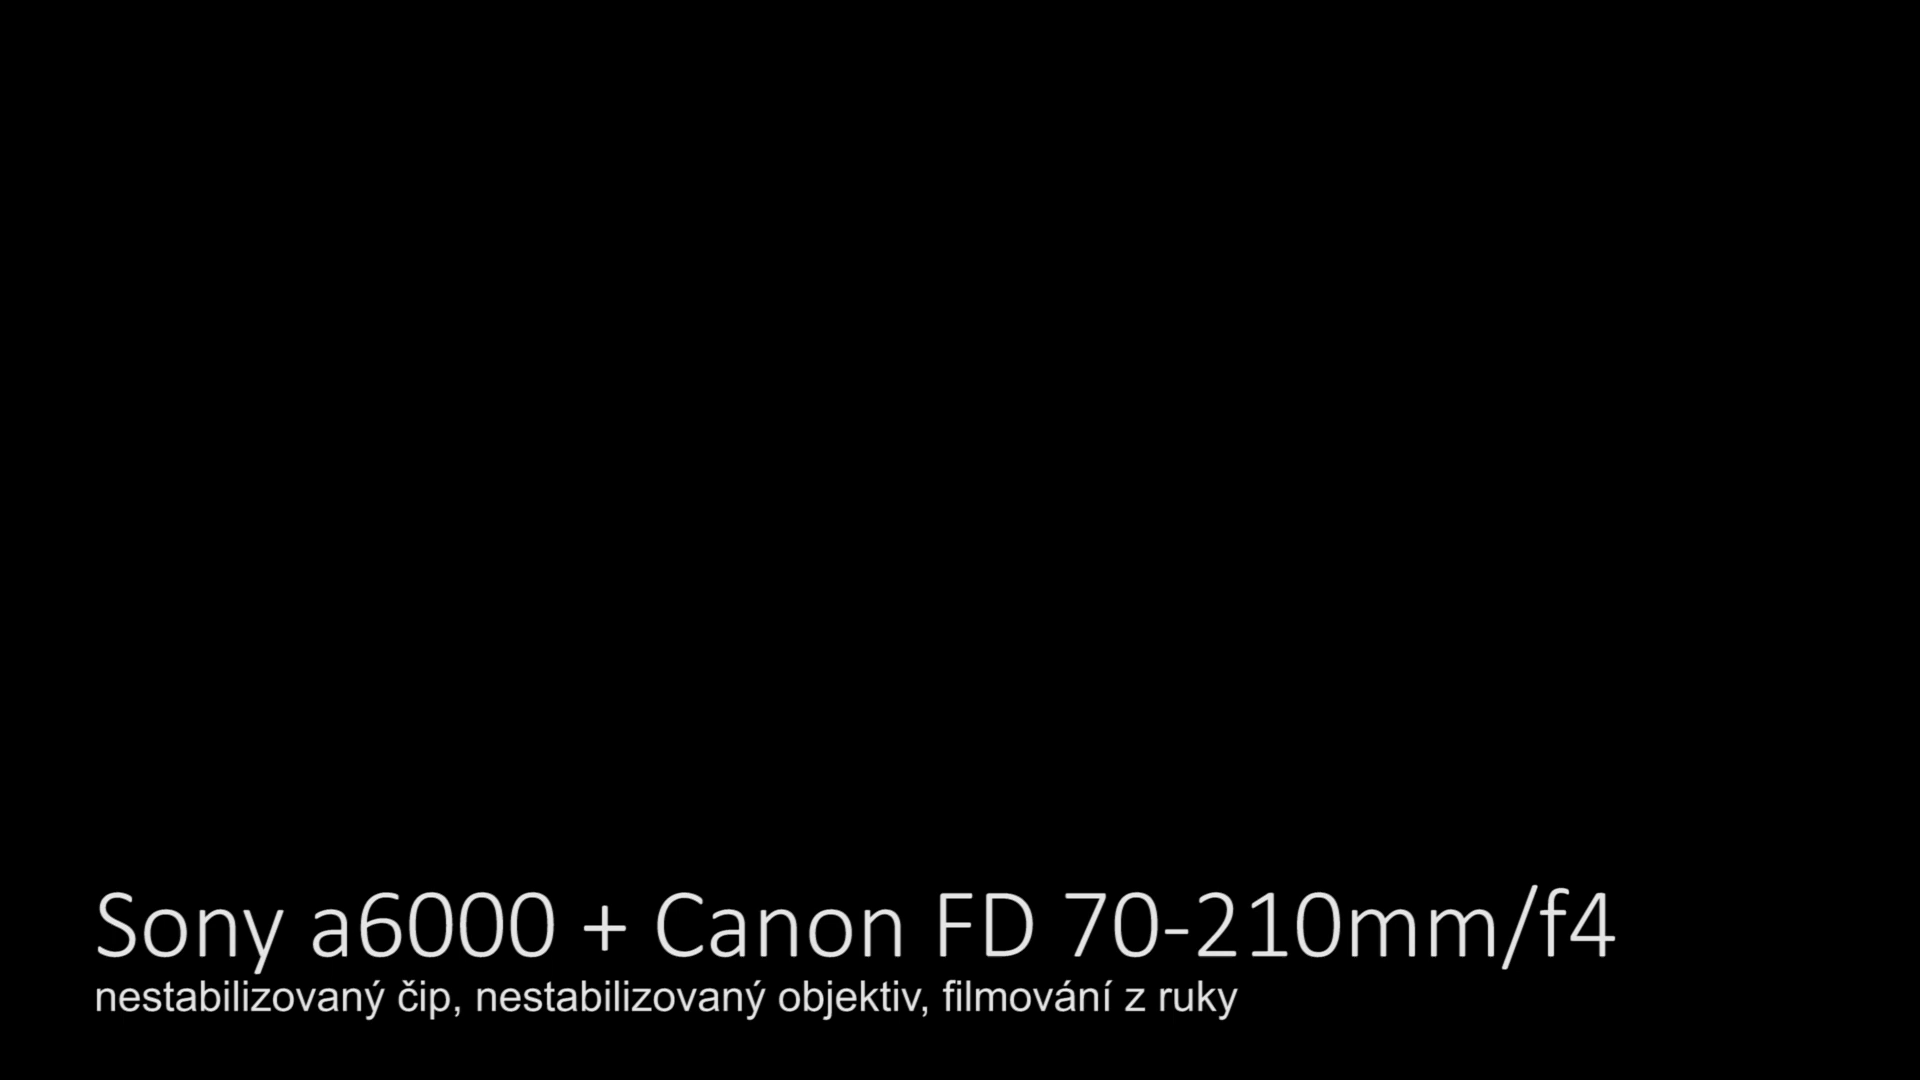 Sony a6000 + Canon FD 70-210mm/f4
nestabilizovaný čip, nestabilizovaný objektiv, filmování z ruky